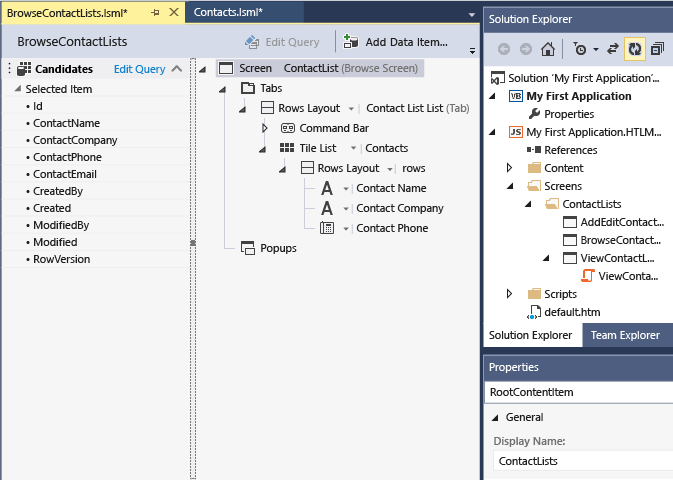 BrowseContactLists.lsml*
Contacts.lsml*
BrowseContactLists
Edit Query
Add Data Item...
Candidates
Edit Query
Selected Item
• Id
• ContactName
• ContactCompany
• ContactPhone
• ContactEmail
• CreatedBy
• Created
• ModifiedBy
• Modified
• RowVersion
Screen ContactList (Browse Screen)
Tabs
Rows Layout | Contact List List (Tab)
Command Bar
Tile List | Contacts
Rows Layout | rows
A | Contact Name
A | Contact Company
| Contact Phone
Popups
Solution Explorer
Solution 'My First Application'...
VB My First Application
Properties
JS My First Application.HTLM...
References
Content
Screens
ContactLists
AddEditContact...
BrowseContact...
ViewContactL...
ViewConta...
Scripts
default.htm
Solution Explorer
Team Explorer
Properties
RootContentItem
General
Display Name:
ContactLists